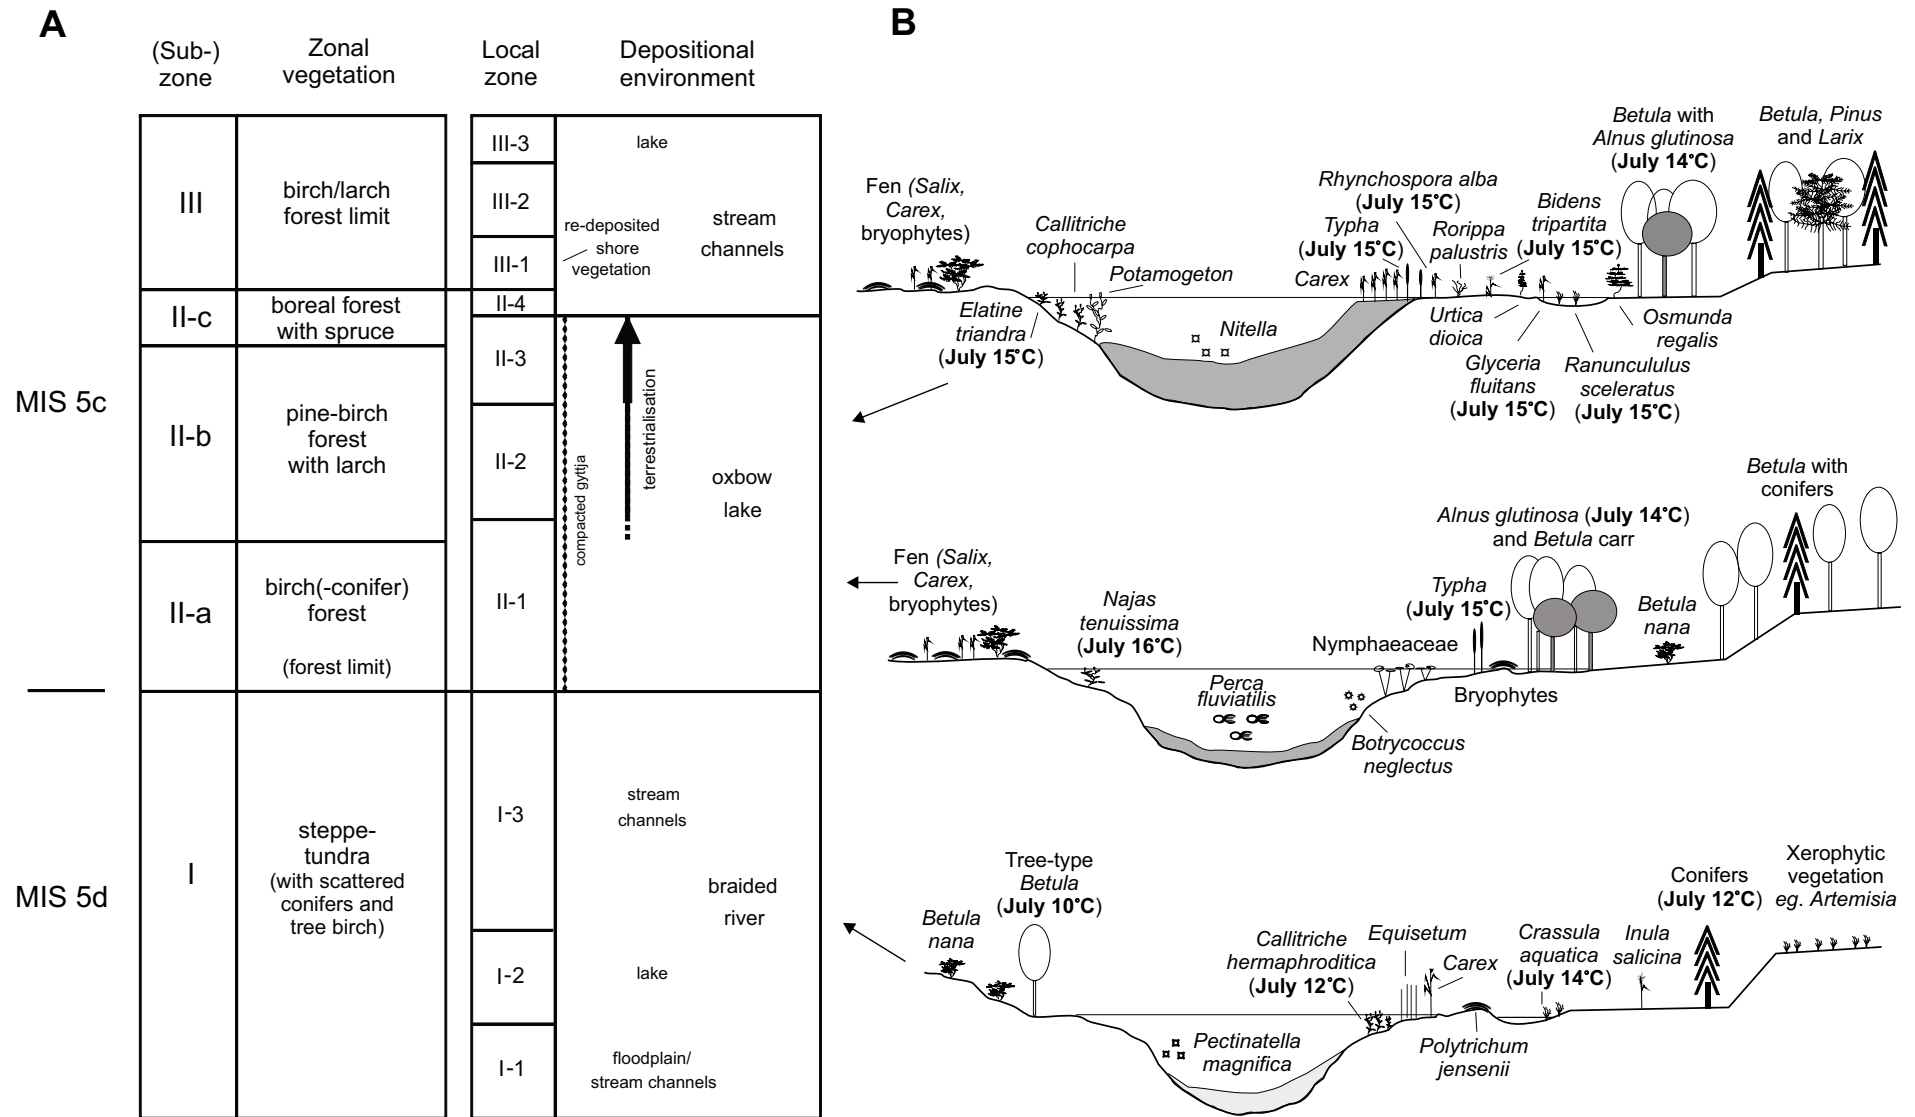 A
(Sub-)
zone
Zonal
vegetation
Local
zone
Depositional
environment
MIS 5c
MIS 5d
III
birch/larch
forest limit
II-c
boreal forest
with spruce
II-b
pine-birch
forest
with larch
II-a
birch(-conifer)
forest
(forest limit)
I
steppe-
tundra
(with scattered
conifers and
tree birch)
III-3
III-2
III-1
II-4
II-3
II-2
II-1
I-3
I-2
I-1
lake
re-deposited
shore
vegetation
stream
channels
compacted gyttja
terrestrialisation
oxbow
lake
stream
channels
braided
river
lake
floodplain/
stream channels
B
Fen (Salix,
Carex,
bryophytes)
Callitriche
cophocarpa
Potamogeton
Elatine
triandra
(July 15°C)
Nitella
Carex
Typha
(July 15°C)
Rhynchospora alba
(July 15°C)
Rorippa
palustris
Bidens
tripartita
(July 15°C)
Betula with
Alnus glutinosa
(July 14°C)
Betula, Pinus
and Larix
Urtica
dioica
Glyceria
fluitans
(July 15°C)
Ranuncululus
sceleratus
(July 15°C)
Osmunda
regalis
Fen (Salix,
Carex,
bryophytes)
Najas
tenuissima
(July 16°C)
Perca
fluviatilis
Nymphaeaceae
Typha
(July 15°C)
Alnus glutinosa (July 14°C)
and Betula carr
Betula
nana
Betula with
conifers
Bryophytes
Botrycoccus
neglectus
Betula
nana
Tree-type
Betula
(July 10°C)
Pectinatella
magnifica
Callitriche
hermaphroditica
(July 12°C)
Equisetum
Carex
Polytrichum
jensenii
Crassula
aquatica
(July 14°C)
Inula
salicina
Conifers
(July 12°C)
Xerophytic
vegetation
eg. Artemisia